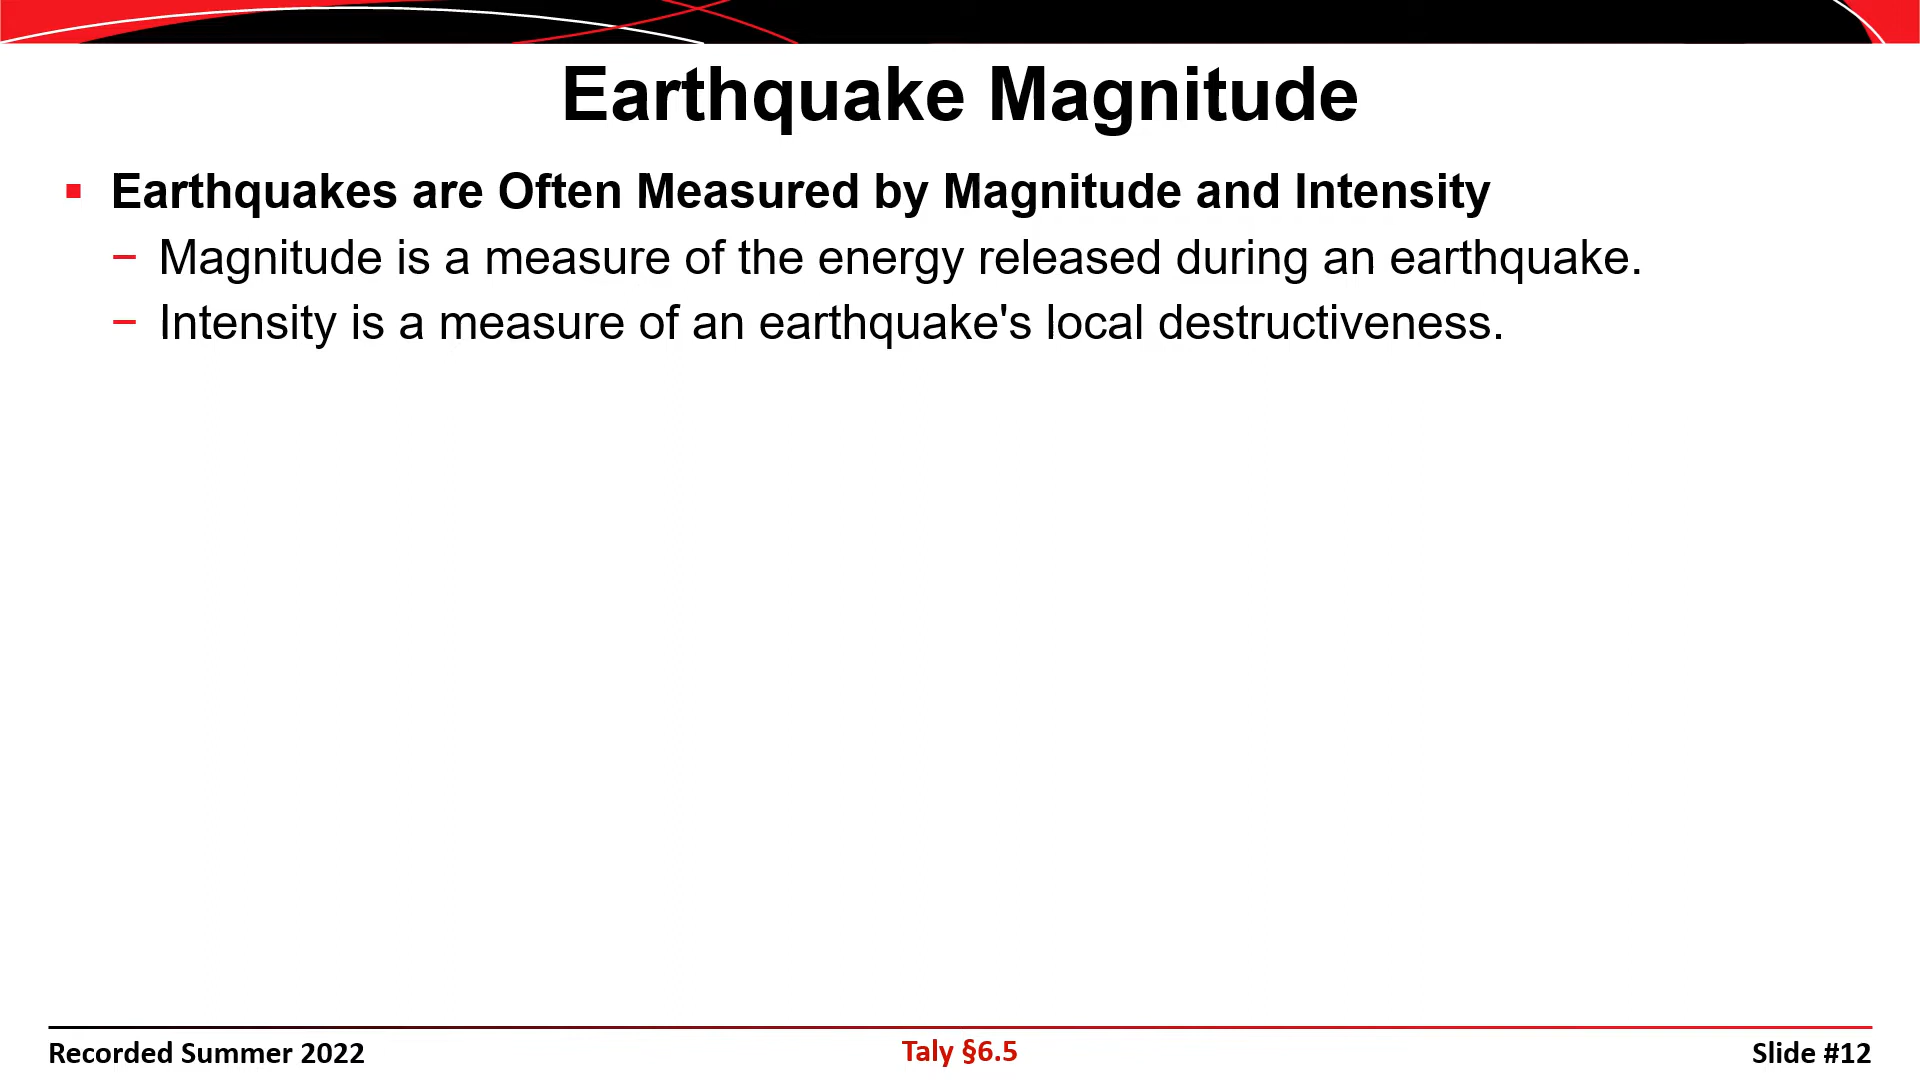 Earthquake Magnitude
▪ Earthquakes are Often Measured by Magnitude and Intensity
− Magnitude is a measure of the energy released during an earthquake.
− Intensity is a measure of an earthquake's local destructiveness.
Recorded Summer 2022
Taly §6.5
Slide #12